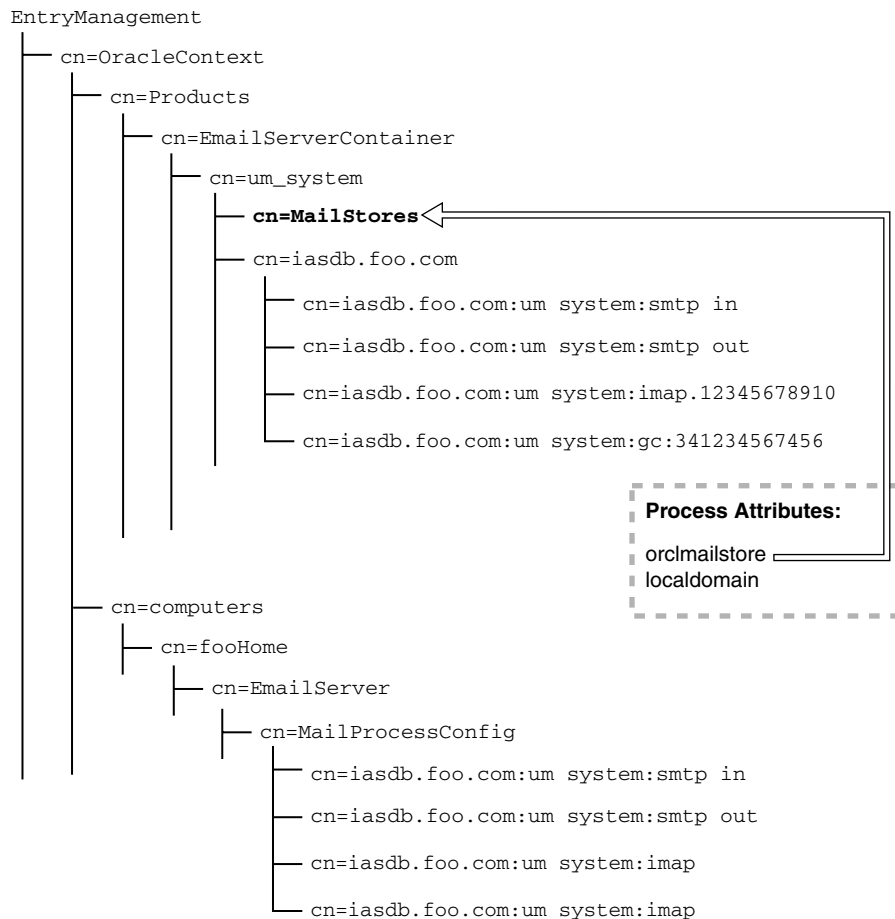 EntryManagement
cn=OracleContext
cn=Products
cn=EmailServerContainer
cn=um_system
cn=MailStores
cn=iasdb.foo.com
cn=iasdb.foo.com:um system:smtp in
cn=iasdb.foo.com:um system:smtp out
cn=iasdb.foo.com:um system:imap.12345678910
cn=iasdb.foo.com:um system:gc:341234567456
Process Attributes:
orclmailstore
localdomain
cn=computers
cn=fooHome
cn=EmailServer
cn=MailProcessConfig
cn=iasdb.foo.com:um system:smtp in
cn=iasdb.foo.com:um system:smtp out
cn=iasdb.foo.com:um system:imap
cn=iasdb.foo.com:um system:imap